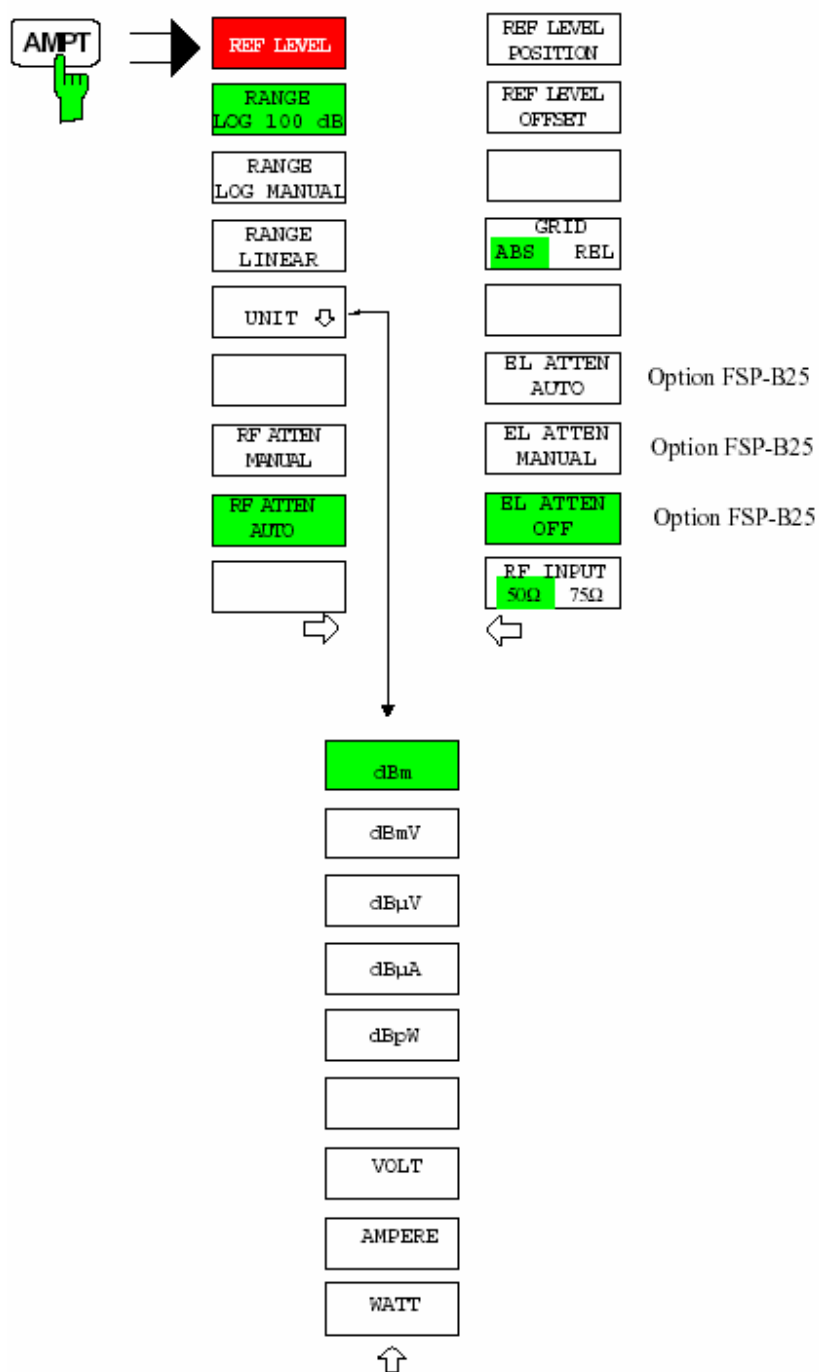 AMPT
REF LEVEL
RANGE
LOG 100 dB
RANGE
LOG MANUAL
RANGE
LINEAR
UNIT
RF ATTEN
MANUAL
RF ATTEN
AUTO
REF LEVEL
POSITION
REF LEVEL
OFFSET
GRID
ABS REL
EL ATTEN
AUTO
Option FSP-B25
EL ATTEN
MANUAL
Option FSP-B25
EL ATTEN
OFF
Option FSP-B25
RF INPUT
50Ω 75Ω
dBm
dBmV
dBµV
dBµA
dBpW
VOLT
AMPERE
WATT